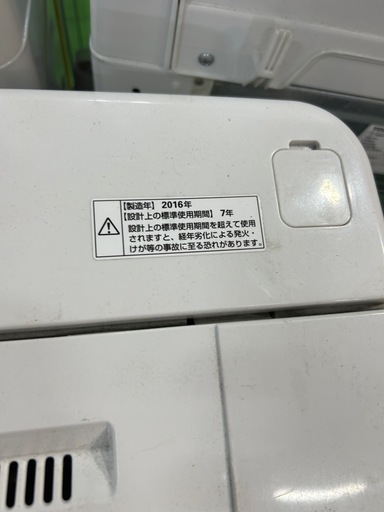 【製造年】2016年
【設計上の標準使用期間】7年
設計上の標準使用期間を超えて使用
されますと、経年劣化による発火・
けが等の事故に至る恐れがあります。